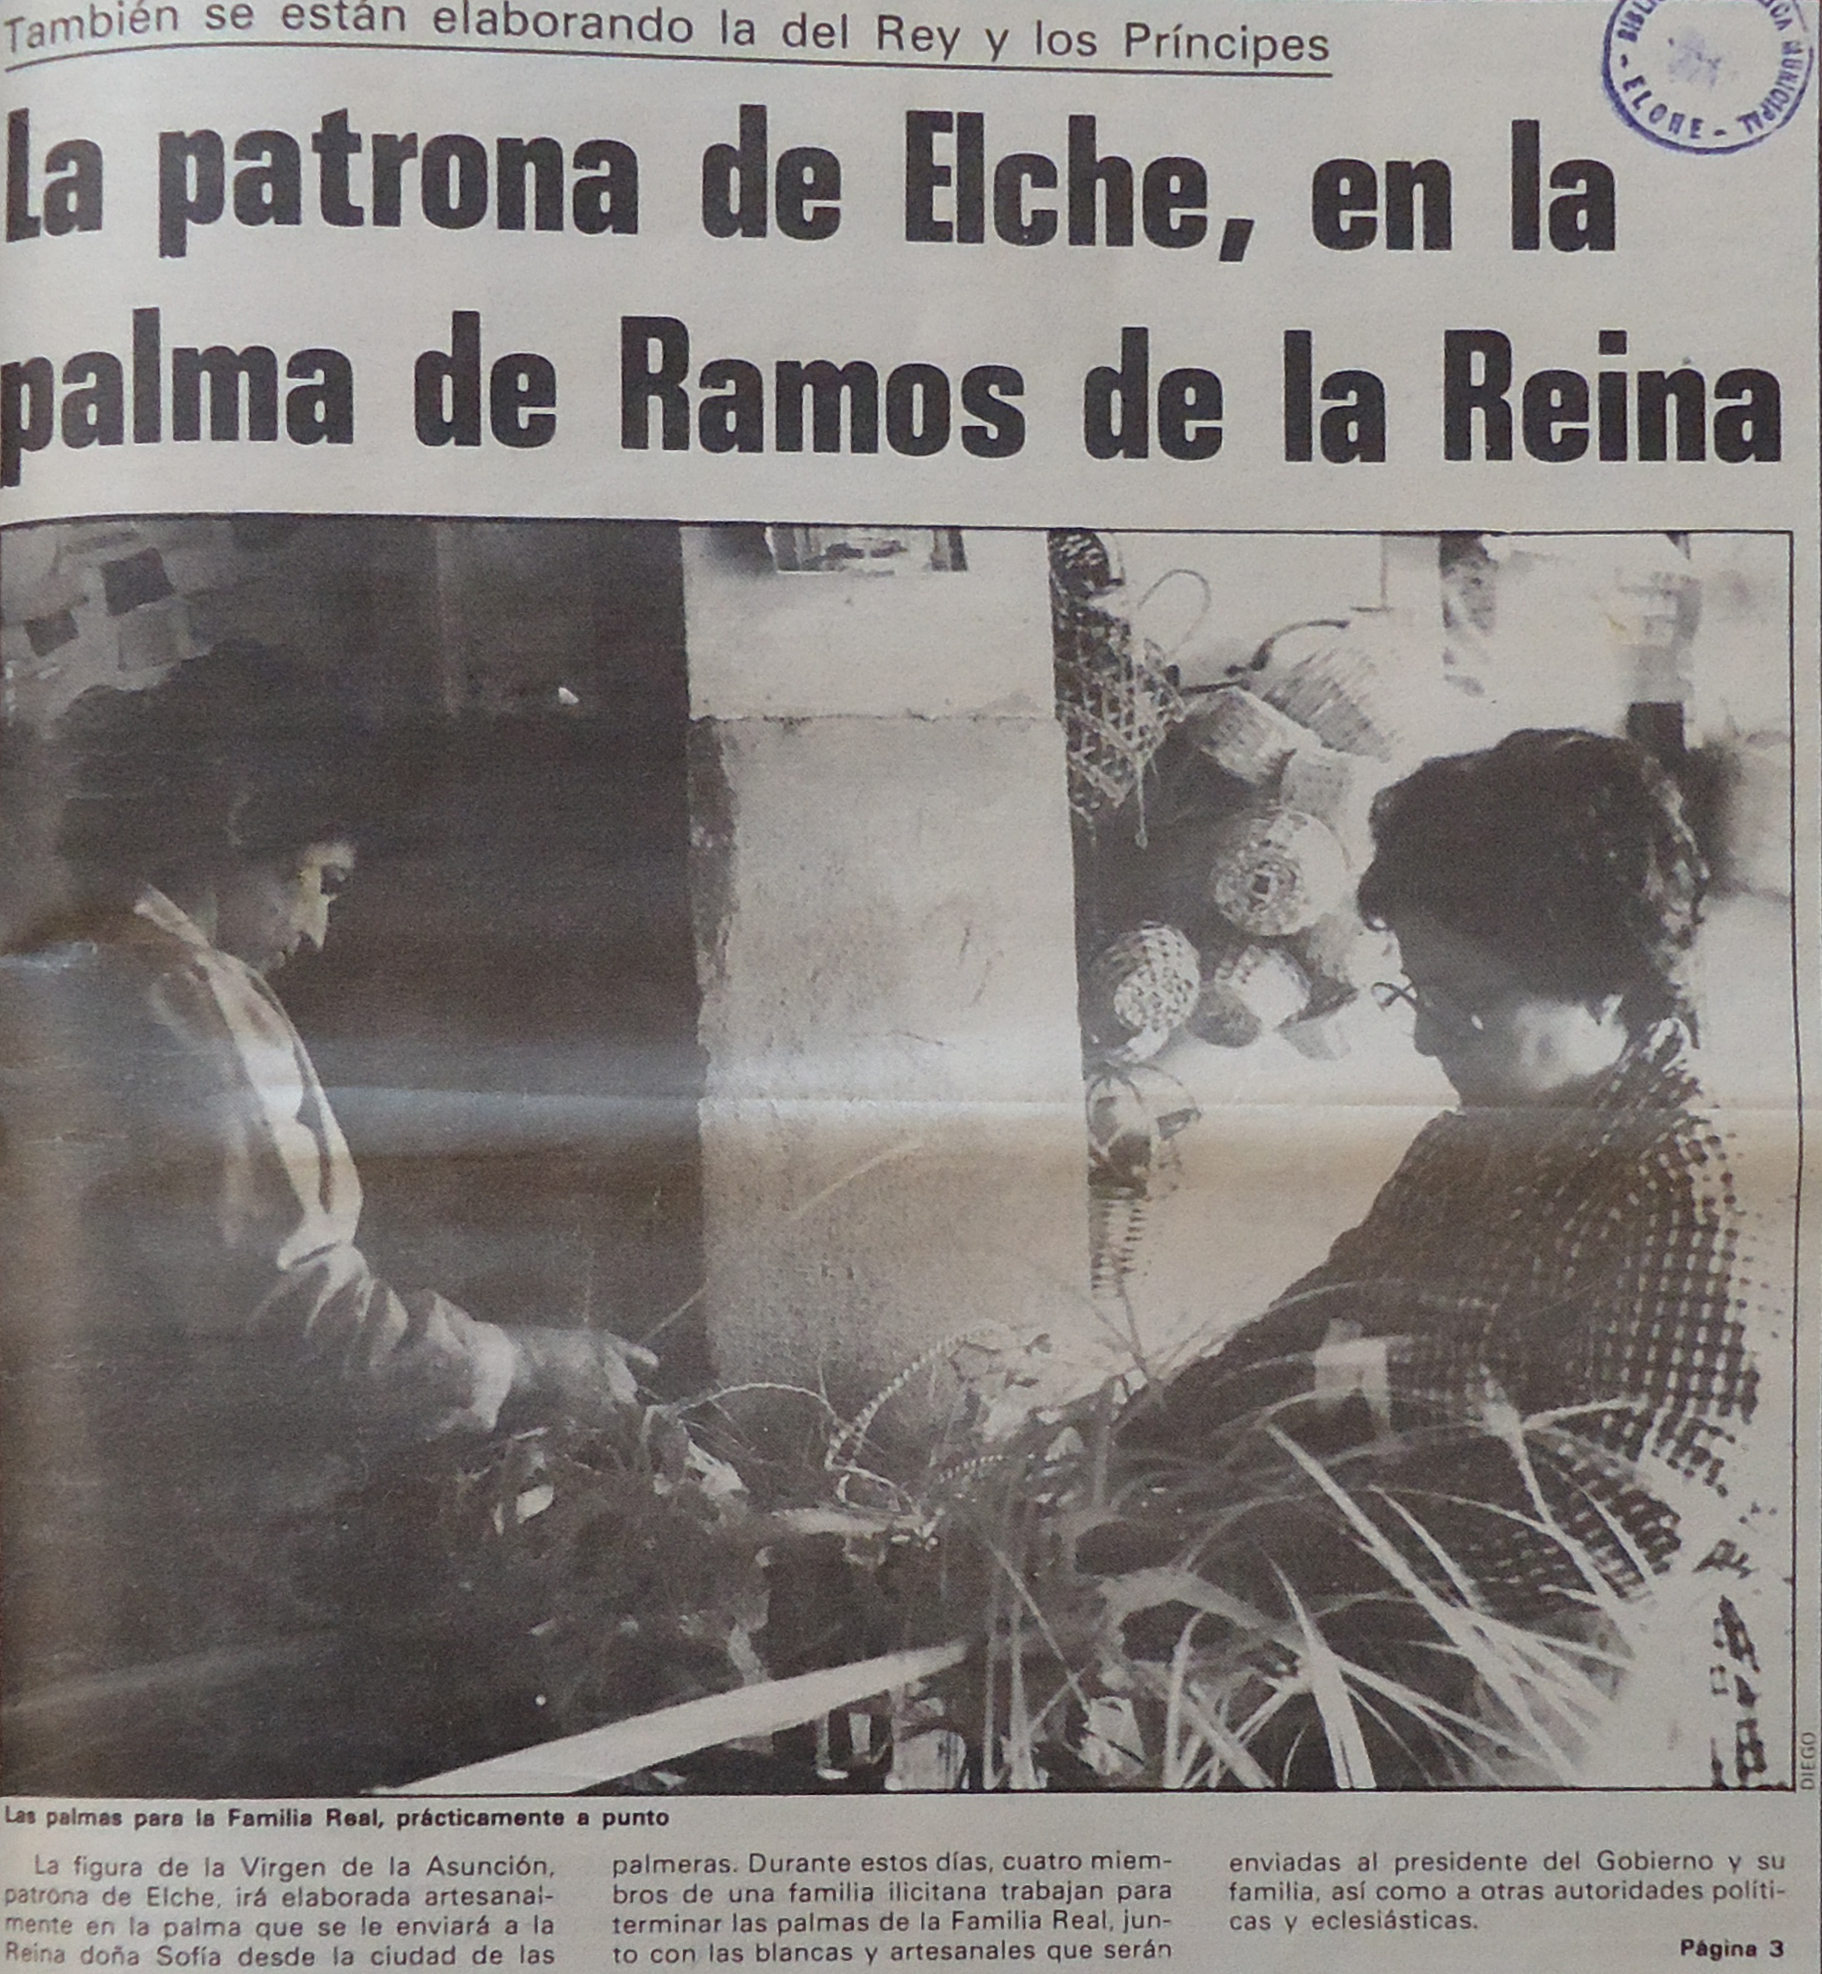 También se están elaborando la del Rey y los Príncipes
MUNICIPAL
- ELCHE -
La patrona de Elche, en la
palma de Ramos de la Reina
DIEGO
Las palmas para la Familia Real, prácticamente a punto
La figura de la Virgen de la Asunción,
patrona de Elche, irá elaborada artesanal-
mente en la palma que se le enviará a la
Reina doña Sofía desde la ciudad de las
palmeras. Durante estos días, cuatro miem-
bros de una familia ilicitana trabajan para
terminar las palmas de la Familia Real, jun-
to con las blancas y artesanales que serán
enviadas al presidente del Gobierno y su
familia, así como a otras autoridades políti-
cas y eclesiásticas.
Página 3